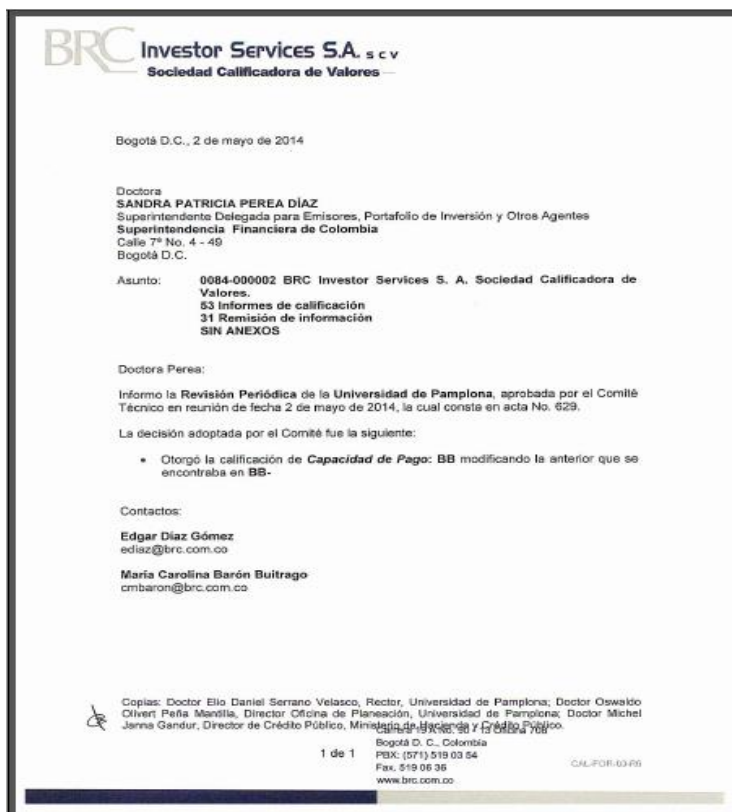 BRC Investor Services S.A. S C V
Sociedad Calificadora de Valores
Bogotá D.C., 2 de mayo de 2014
Doctora
SANDRA PATRICIA PEREA DÍAZ
Superintendente Delegada para Emisores, Portafolio de Inversión y Otros Agentes
Superintendencia Financiera de Colombia
Calle 7ª No. 4 - 49
Bogotá D.C.
Asunto: 0084-000002 BRC Investor Services S. A. Sociedad Calificadora de
Valores.
53 Informes de calificación
31 Remisión de información
SIN ANEXOS
Doctora Perea:
Informo la Revisión Periódica de la Universidad de Pamplona, aprobada por el Comité
Técnico en reunión de fecha 2 de mayo de 2014, la cual consta en acta No. 629.
La decisión adoptada por el Comité fue la siguiente:
• Otorgó la calificación de Capacidad de Pago: BB modificando la anterior que se
encontraba en BB-
Contactos:
Edgar Díaz Gómez
ediaz@brc.com.co
María Carolina Barón Buitrago
cmbaron@brc.com.co
Copias: Doctor Elio Daniel Serrano Velasco, Rector, Universidad de Pamplona; Doctor Oswaldo
Olivert Peña Mantilla, Director Oficina de Planeación, Universidad de Pamplona; Doctor Michel
Janna Gandur, Director de Crédito Público, Ministerio de Hacienda y Crédito Público.
Carrera 19 A No. 90 - 13 Oficina 708
1 de 1
Bogotá D. C., Colombia
PBX: (571) 519 03 54
Fax. 519 06 36
www.brc.com.co